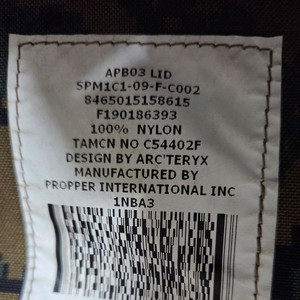 APB03 LID
SPM1C1-09-F-C002
8465015158615
F190186393
100% NYLON
TAMCN NO C54402F
DESIGN BY ARC'TERYX
MANUFACTURED BY
PROPPER INTERNATIONAL INC
1NBA3